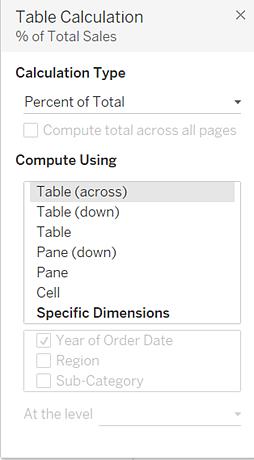 Table Calculation
% of Total Sales
Calculation Type
Percent of Total
Compute total across all pages
Compute Using
Table (across)
Table (down)
Table
Pane (down)
Pane
Cell
Specific Dimensions
Year of Order Date
Region
Sub-Category
At the level